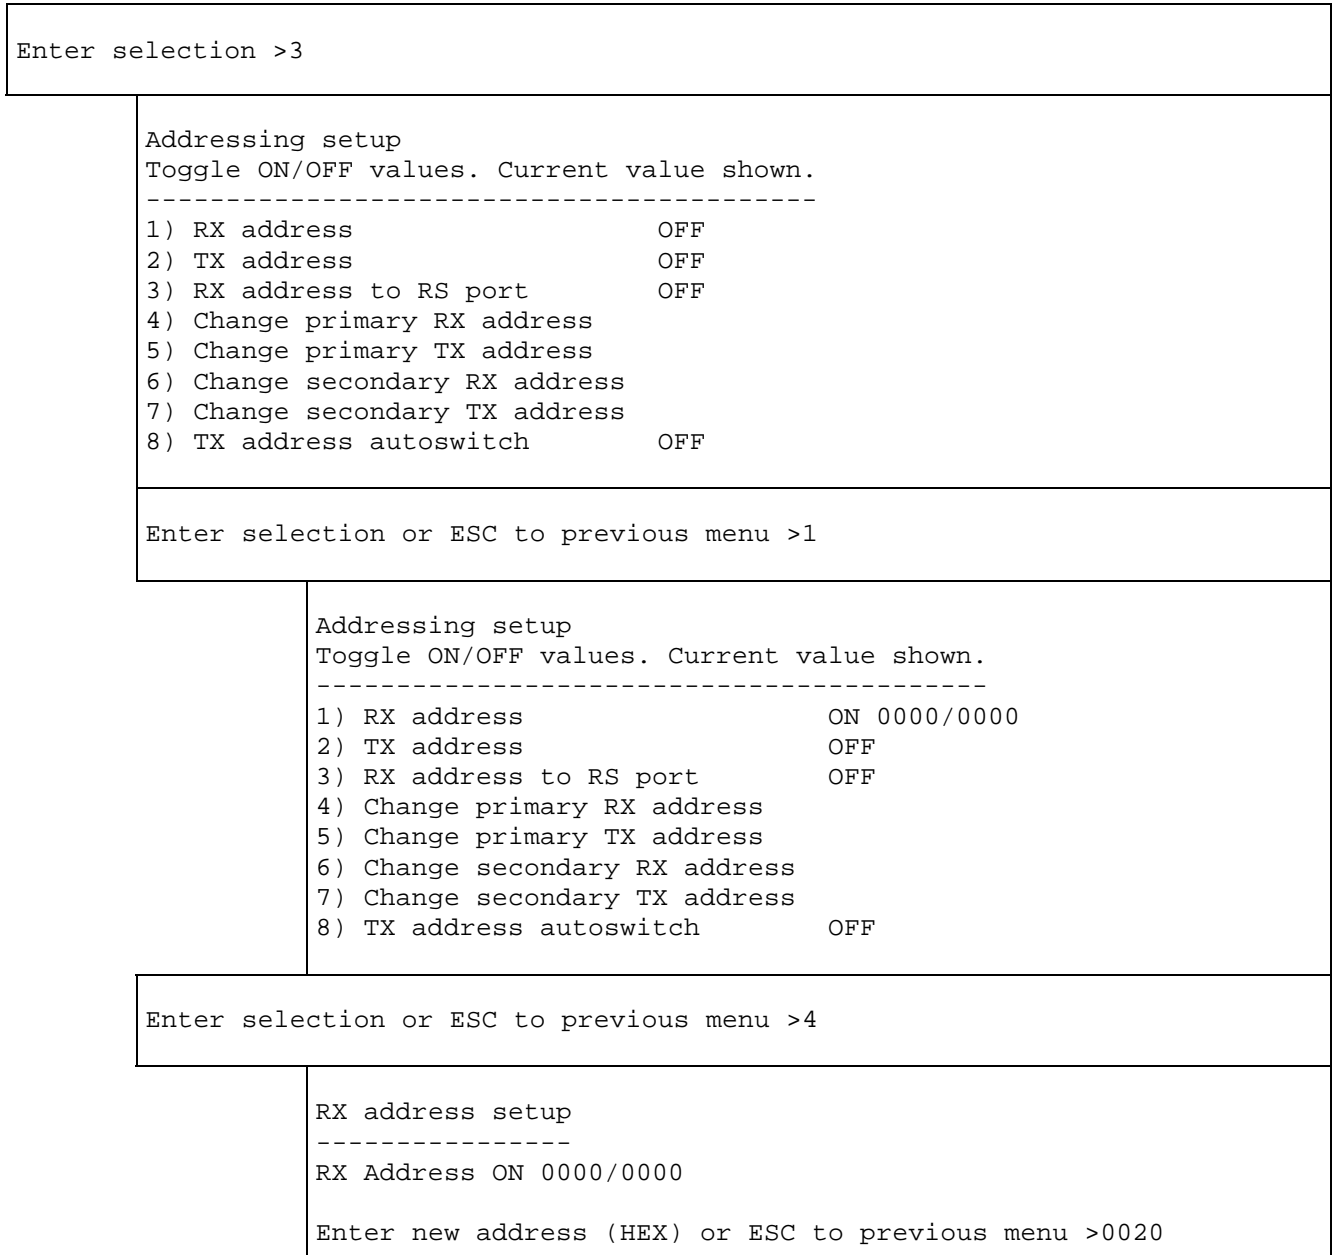 Enter selection >3
Addressing setup
Toggle ON/OFF values. Current value shown.
------------------------------------------
1) RX address                   OFF
2) TX address                   OFF
3) RX address to RS port        OFF
4) Change primary RX address
5) Change primary TX address
6) Change secondary RX address
7) Change secondary TX address
8) TX address autoswitch        OFF
Enter selection or ESC to previous menu >1
Addressing setup
Toggle ON/OFF values. Current value shown.
------------------------------------------
1) RX address                   ON 0000/0000
2) TX address                   OFF
3) RX address to RS port        OFF
4) Change primary RX address
5) Change primary TX address
6) Change secondary RX address
7) Change secondary TX address
8) TX address autoswitch        OFF
Enter selection or ESC to previous menu >4
RX address setup
----------------
RX Address ON 0000/0000
Enter new address (HEX) or ESC to previous menu >0020